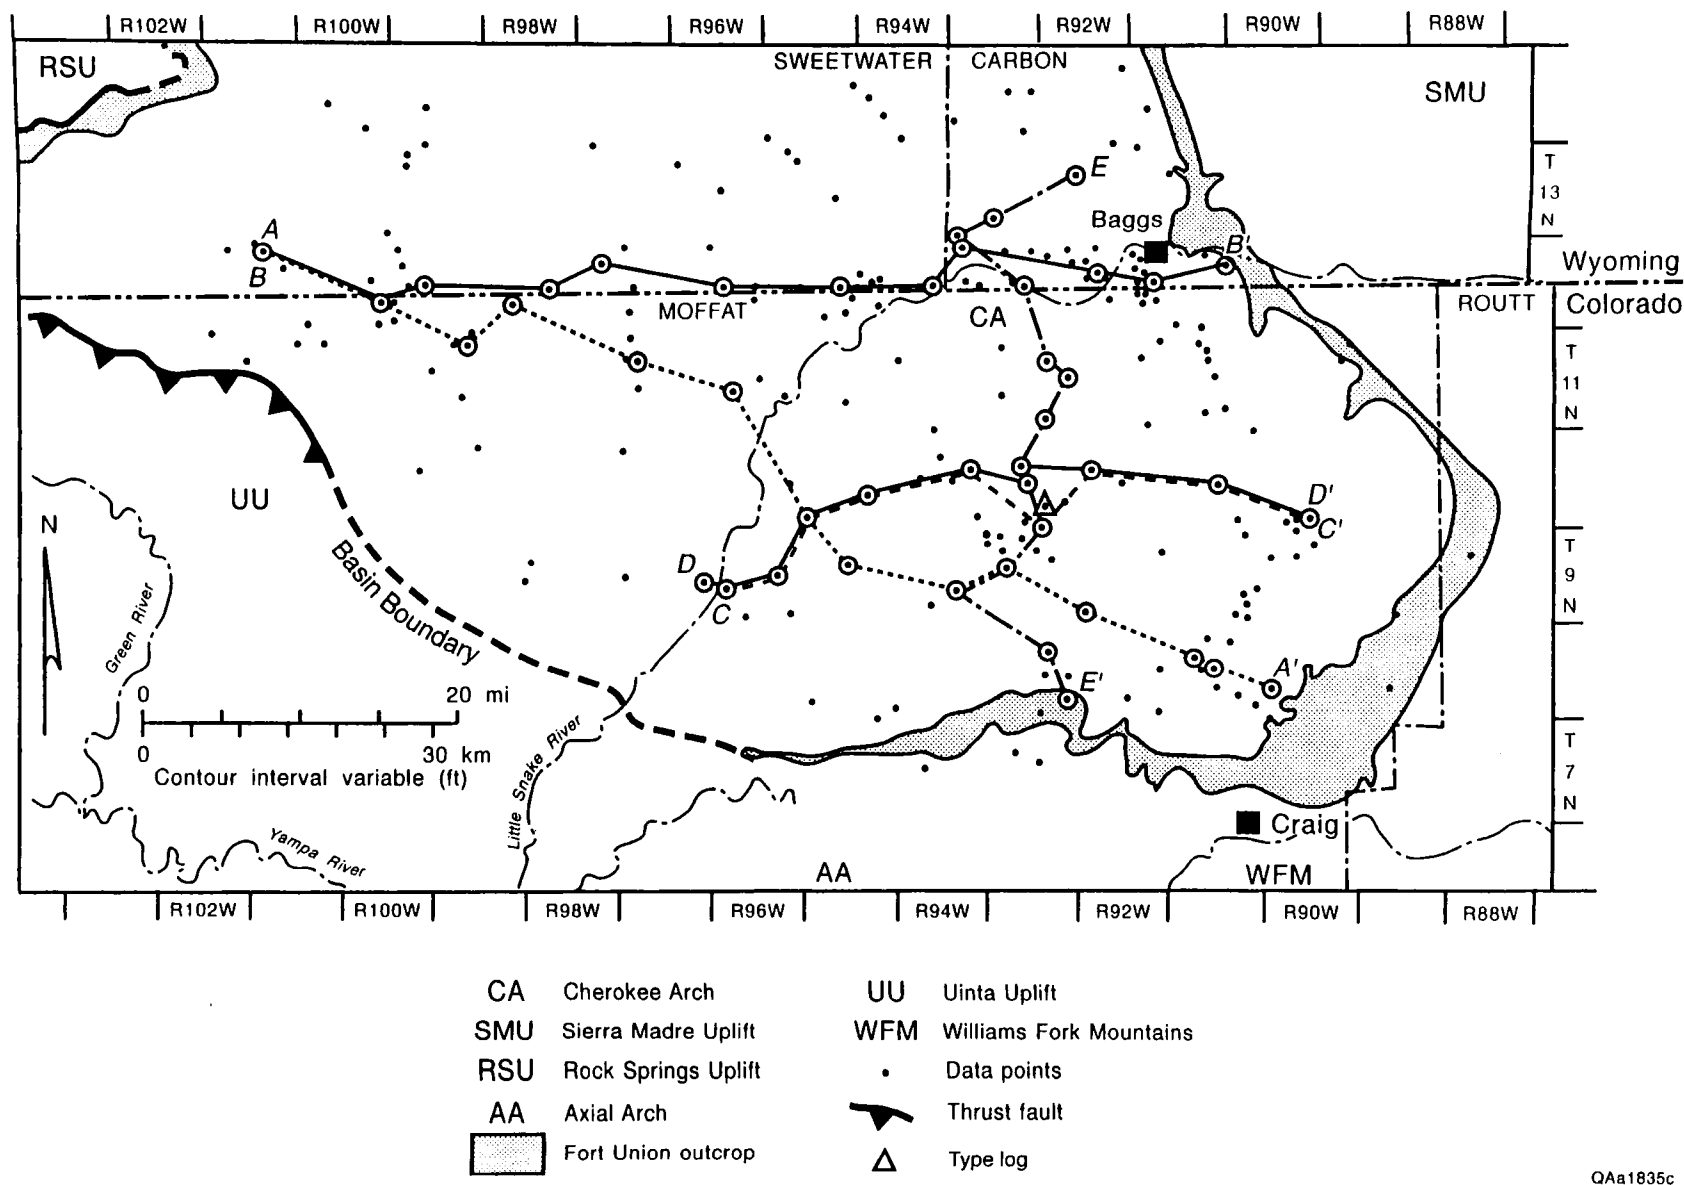 R102W R100W R98W R96W R94W R92W R90W R88W
RSU
SWEETWATER CARBON
SMU
T
13
N
E
Baggs
A
B
B'
Wyoming
MOFFAT
CA
ROUTT Colorado
T
11
N
UU
N
D'
C'
Basin Boundary
D
C
T
9
N
Green River
0 20 mi
0 30 km
Contour interval variable (ft)
A'
E'
Little Snake River
T
7
N
Craig
Yampa River
AA
WFM
R102W R100W R98W R96W R94W R92W R90W R88W
CA Cherokee Arch
SMU Sierra Madre Uplift
RSU Rock Springs Uplift
AA Axial Arch
Fort Union outcrop
UU Uinta Uplift
WFM Williams Fork Mountains
Data points
Thrust fault
Type log
QAa1835c